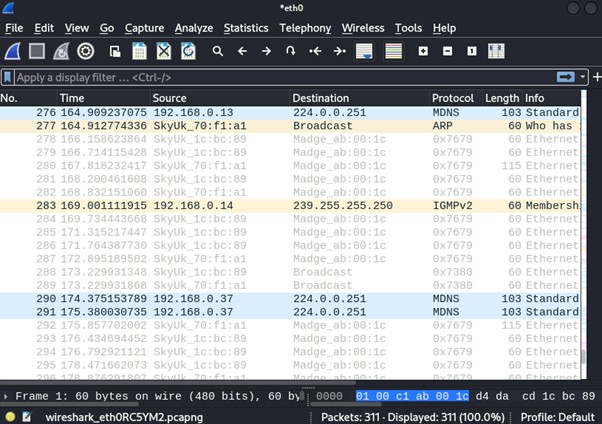 *eth0
File Edit View Go Capture Analyze Statistics Telephony Wireless Tools Help
Apply a display filter ... <Ctrl-/>
No. Time Source Destination Protocol Length Info
276 164.909237075 192.168.0.13 224.0.0.251 MDNS 103 Standard
277 164.912774336 SkyUk_70:f1:a1 Broadcast ARP 60 Who has
278 166.158623864 SkyUk_1c:bc:89 Madge_ab:00:1c 0x7679 60 Ethernet
279 166.714115428 SkyUk_1c:bc:89 Madge_ab:00:1c 0x7679 60 Ethernet
280 167.818232417 SkyUk_70:f1:a1 Madge_ab:00:1c 0x7679 115 Ethernet
281 168.200461608 SkyUk_1c:bc:89 Madge_ab:00:1c 0x7679 60 Ethernet
282 168.832151060 SkyUk_1c:bc:89 Madge_ab:00:1c 0x7679 60 Ethernet
283 169.001111915 192.168.0.14 239.255.255.250 IGMPv2 60 Membersh
284 169.734443668 SkyUk_1c:bc:89 Madge_ab:00:1c 0x7679 60 Ethernet
285 171.315217447 SkyUk_1c:bc:89 Madge_ab:00:1c 0x7679 60 Ethernet
286 171.764387730 SkyUk_1c:bc:89 Madge_ab:00:1c 0x7679 60 Ethernet
287 172.895189502 SkyUk_1c:bc:89 Madge_ab:00:1c 0x7679 60 Ethernet
288 173.229931348 SkyUk_1c:bc:89 Broadcast 0x7380 60 Ethernet
289 173.229931868 SkyUk_1c:bc:89 Broadcast 0x7380 60 Ethernet
290 174.375153789 192.168.0.37 224.0.0.251 MDNS 103 Standard
291 175.380030735 192.168.0.37 224.0.0.251 MDNS 103 Standard
292 175.857702002 SkyUk_70:f1:a1 Madge_ab:00:1c 0x7679 115 Ethernet
293 176.434694452 SkyUk_1c:bc:89 Madge_ab:00:1c 0x7679 60 Ethernet
294 176.792921121 SkyUk_1c:bc:89 Madge_ab:00:1c 0x7679 60 Ethernet
295 178.471662073 SkyUk_1c:bc:89 Madge_ab:00:1c 0x7679 60 Ethernet
296 178.876291807 SkyUk_1c:bc:89 Madge_ab:00:1c 0x7679 60 Ethernet
Frame 1: 60 bytes on wire (480 bits), 60 by 0000 01 00 c1 ab 00 1c d4 da cd 1c bc 89
wireshark_eth0RC5YM2.pcapng Packets: 311 · Displayed: 311 (100.0%) Profile: Default